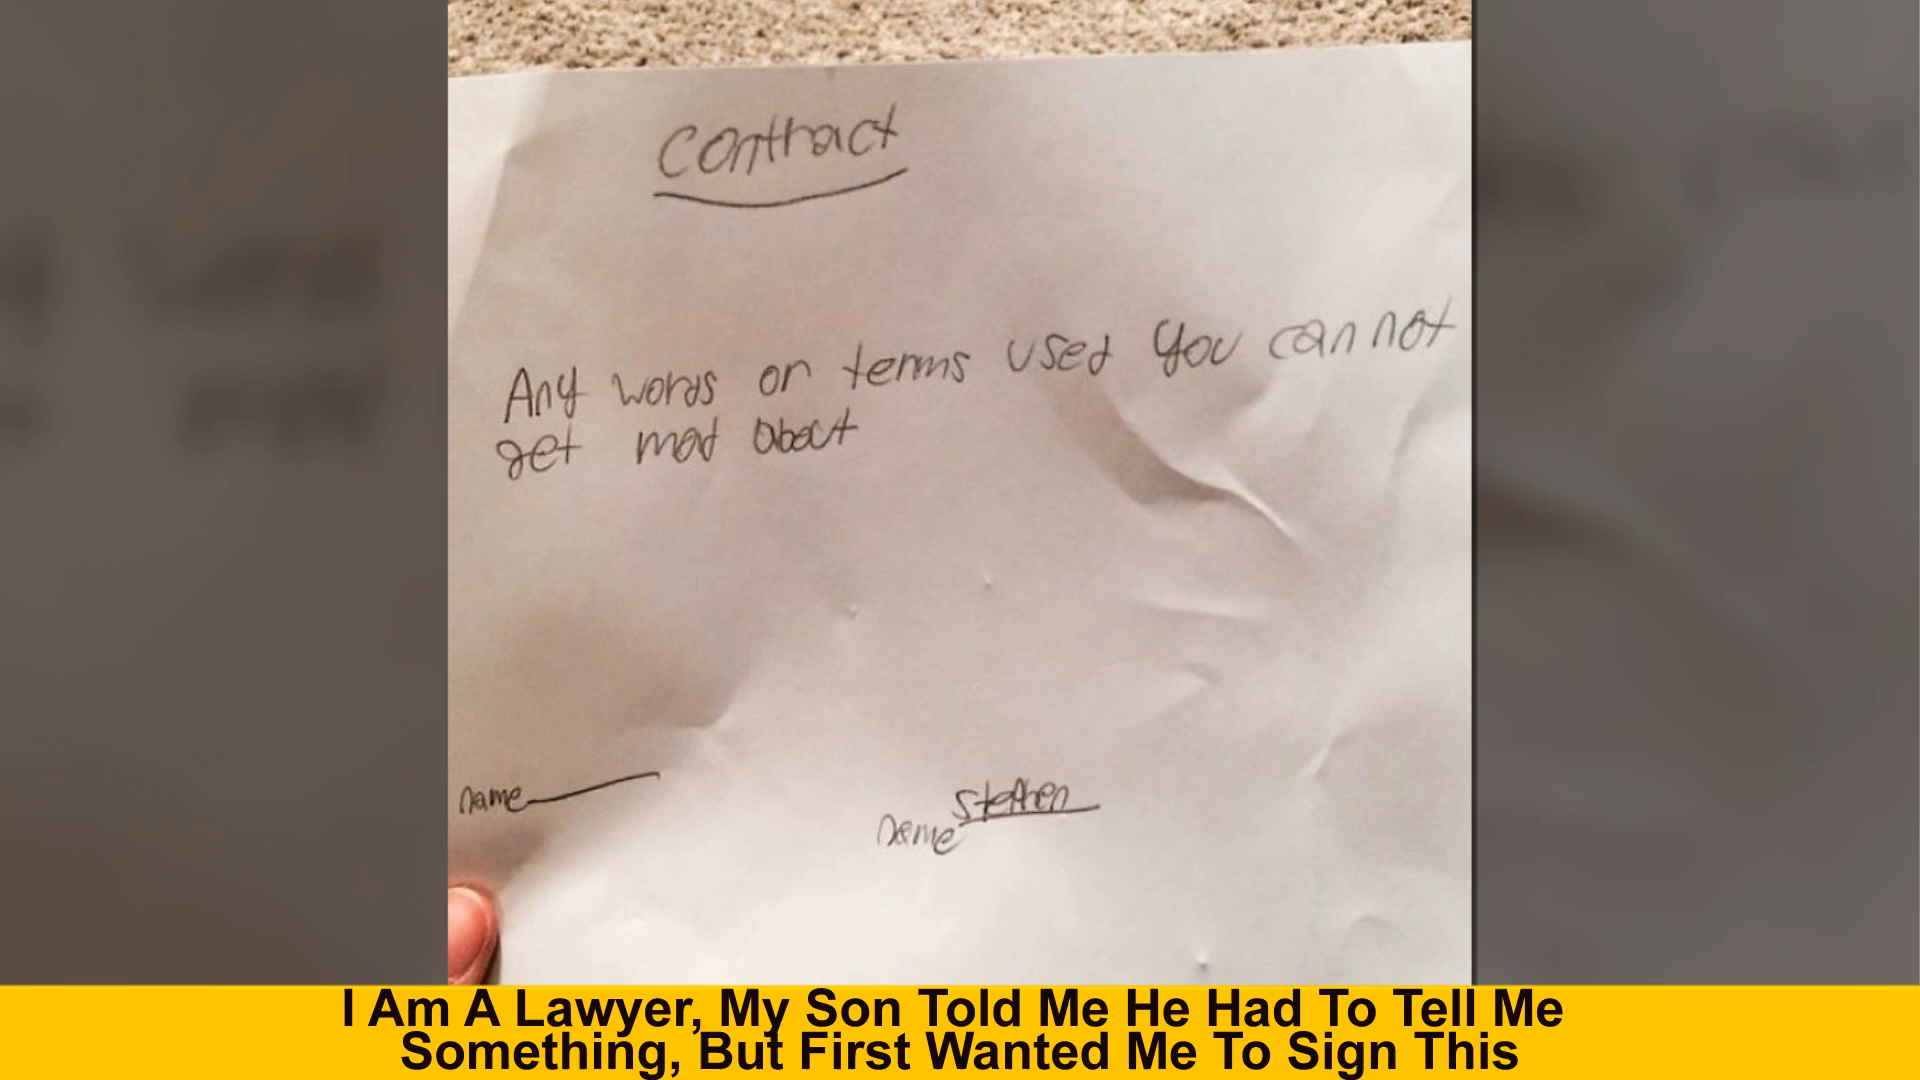 Contract
Any words or terms used you can not
get mad about
name
Stephen
name
I Am A Lawyer, My Son Told Me He Had To Tell Me
Something, But First Wanted Me To Sign This